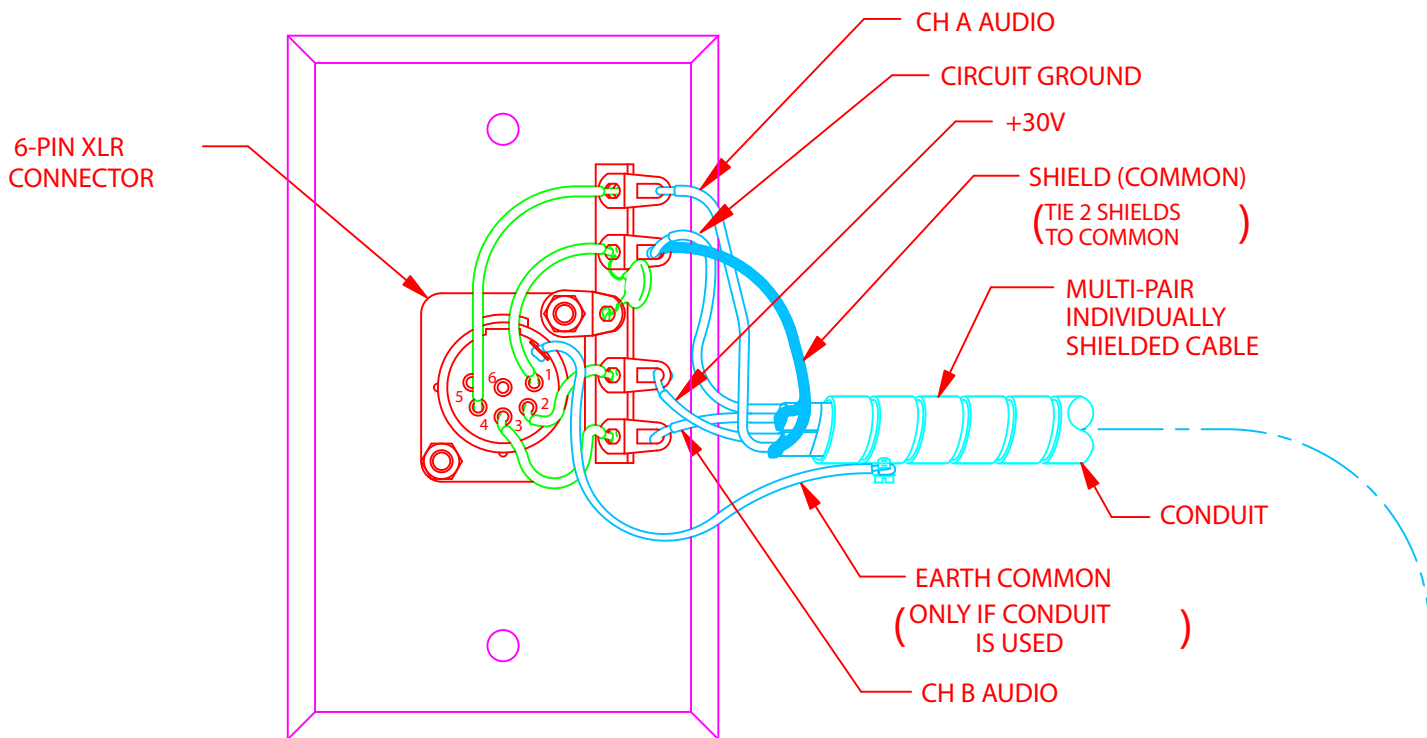 CH A AUDIO
CIRCUIT GROUND
+30V
6-PIN XLR
CONNECTOR
SHIELD (COMMON)
(TIE 2 SHIELDS
TO COMMON)
MULTI-PAIR
INDIVIDUALLY
SHIELDED CABLE
6
1
5
2
4
3
CONDUIT
EARTH COMMON
(ONLY IF CONDUIT
IS USED)
CH B AUDIO